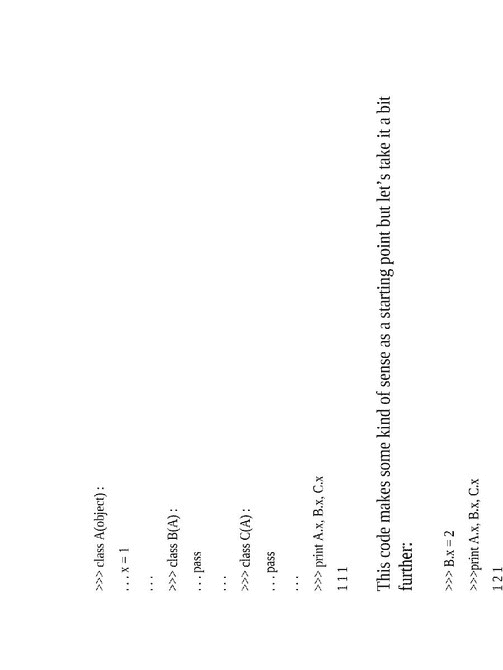 >>> class A(object) :
. . . x = 1
. . .
>>> class B(A) :
. . . pass
. . .
>>> class C(A) :
. . . pass
. . .
>>> print A.x, B.x, C.x
1 1 1
This code makes some kind of sense as a starting point but let’s take it a bit
further:
>>> B.x = 2
>>>print A.x, B.x, C.x
1 2 1